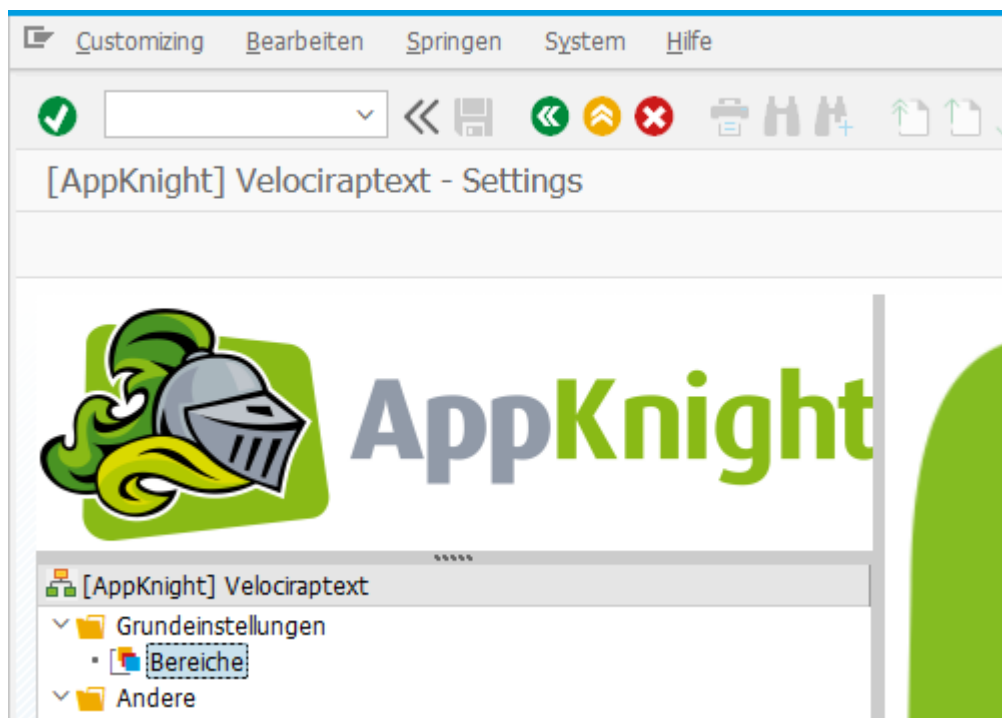 Customizing Bearbeiten Springen System Hilfe
[AppKnight] Velociraptext - Settings
AppKnight
[AppKnight] Velociraptext
Grundeinstellungen
Bereiche
Andere